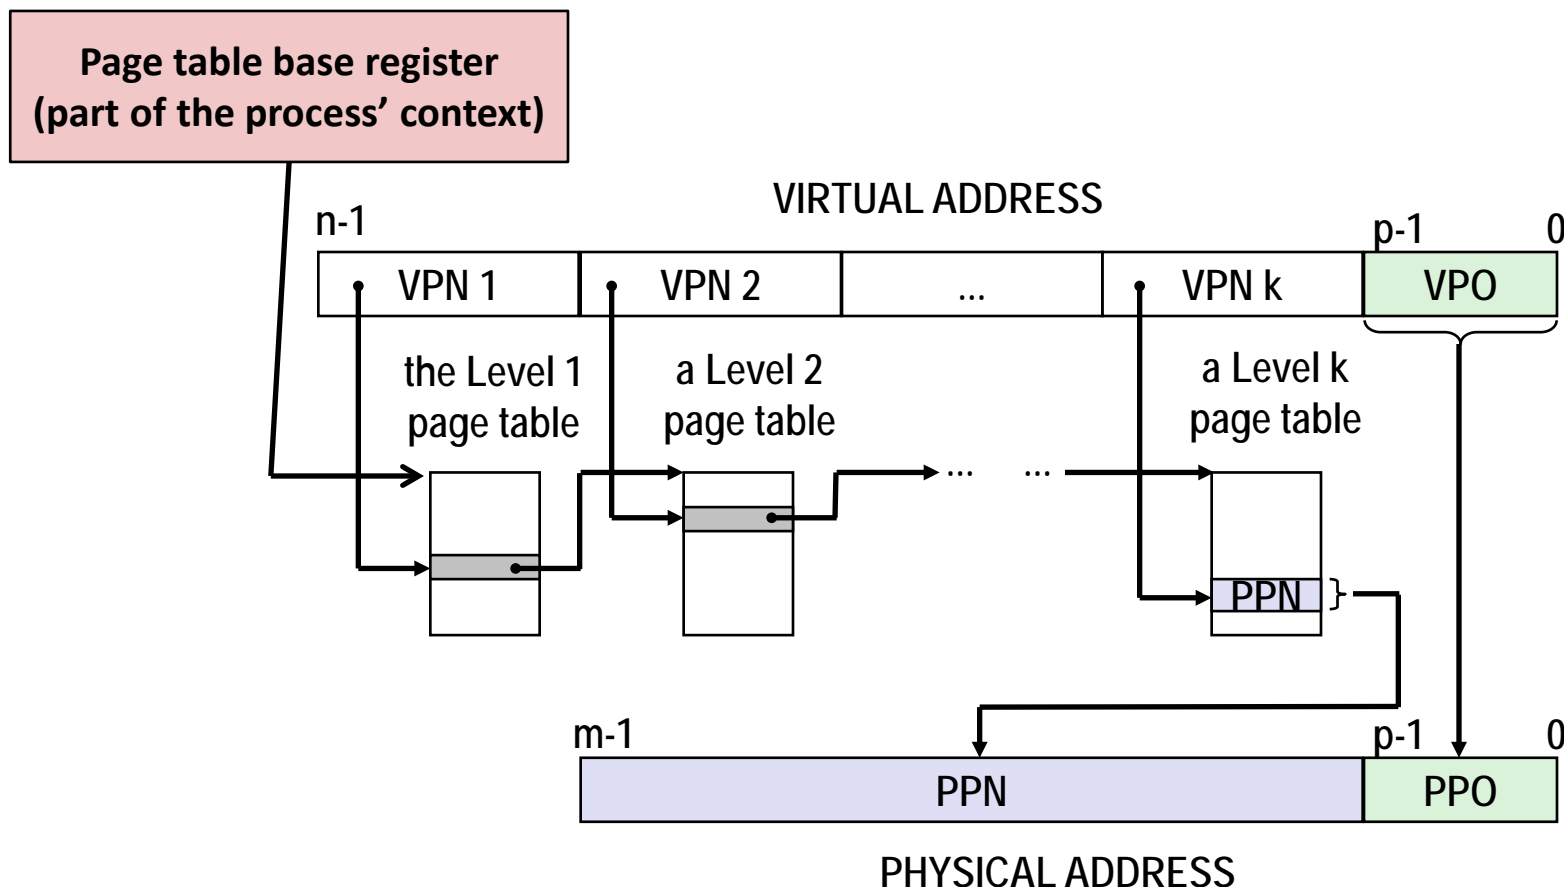 Page table base register
(part of the process’ context)
VIRTUAL ADDRESS
n-1
p-1
0
VPN 1
VPN 2
...
VPN k
VPO
the Level 1
page table
a Level 2
page table
a Level k
page table
...
...
PPN
m-1
p-1
0
PPN
PPO
PHYSICAL ADDRESS